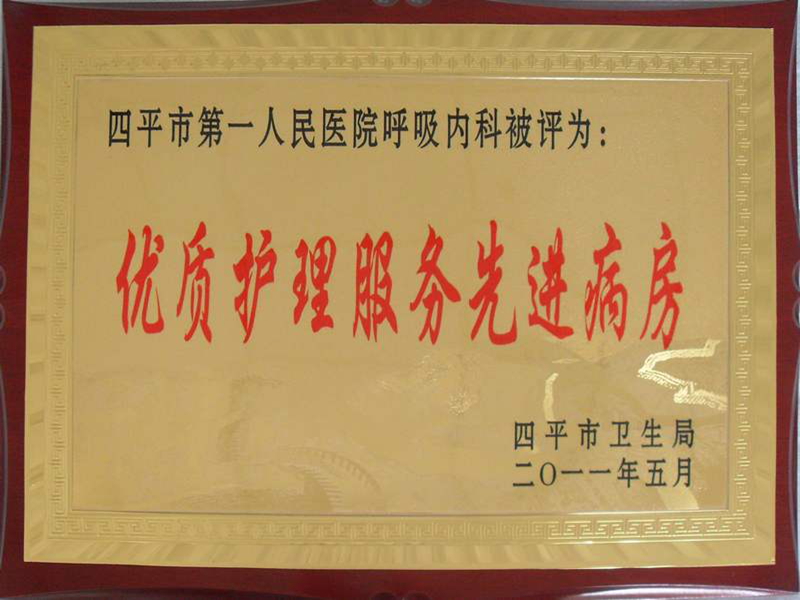 四平市第一人民医院呼吸内科被评为：
优质护理服务先进病房
四平市卫生局
二〇一一年五月